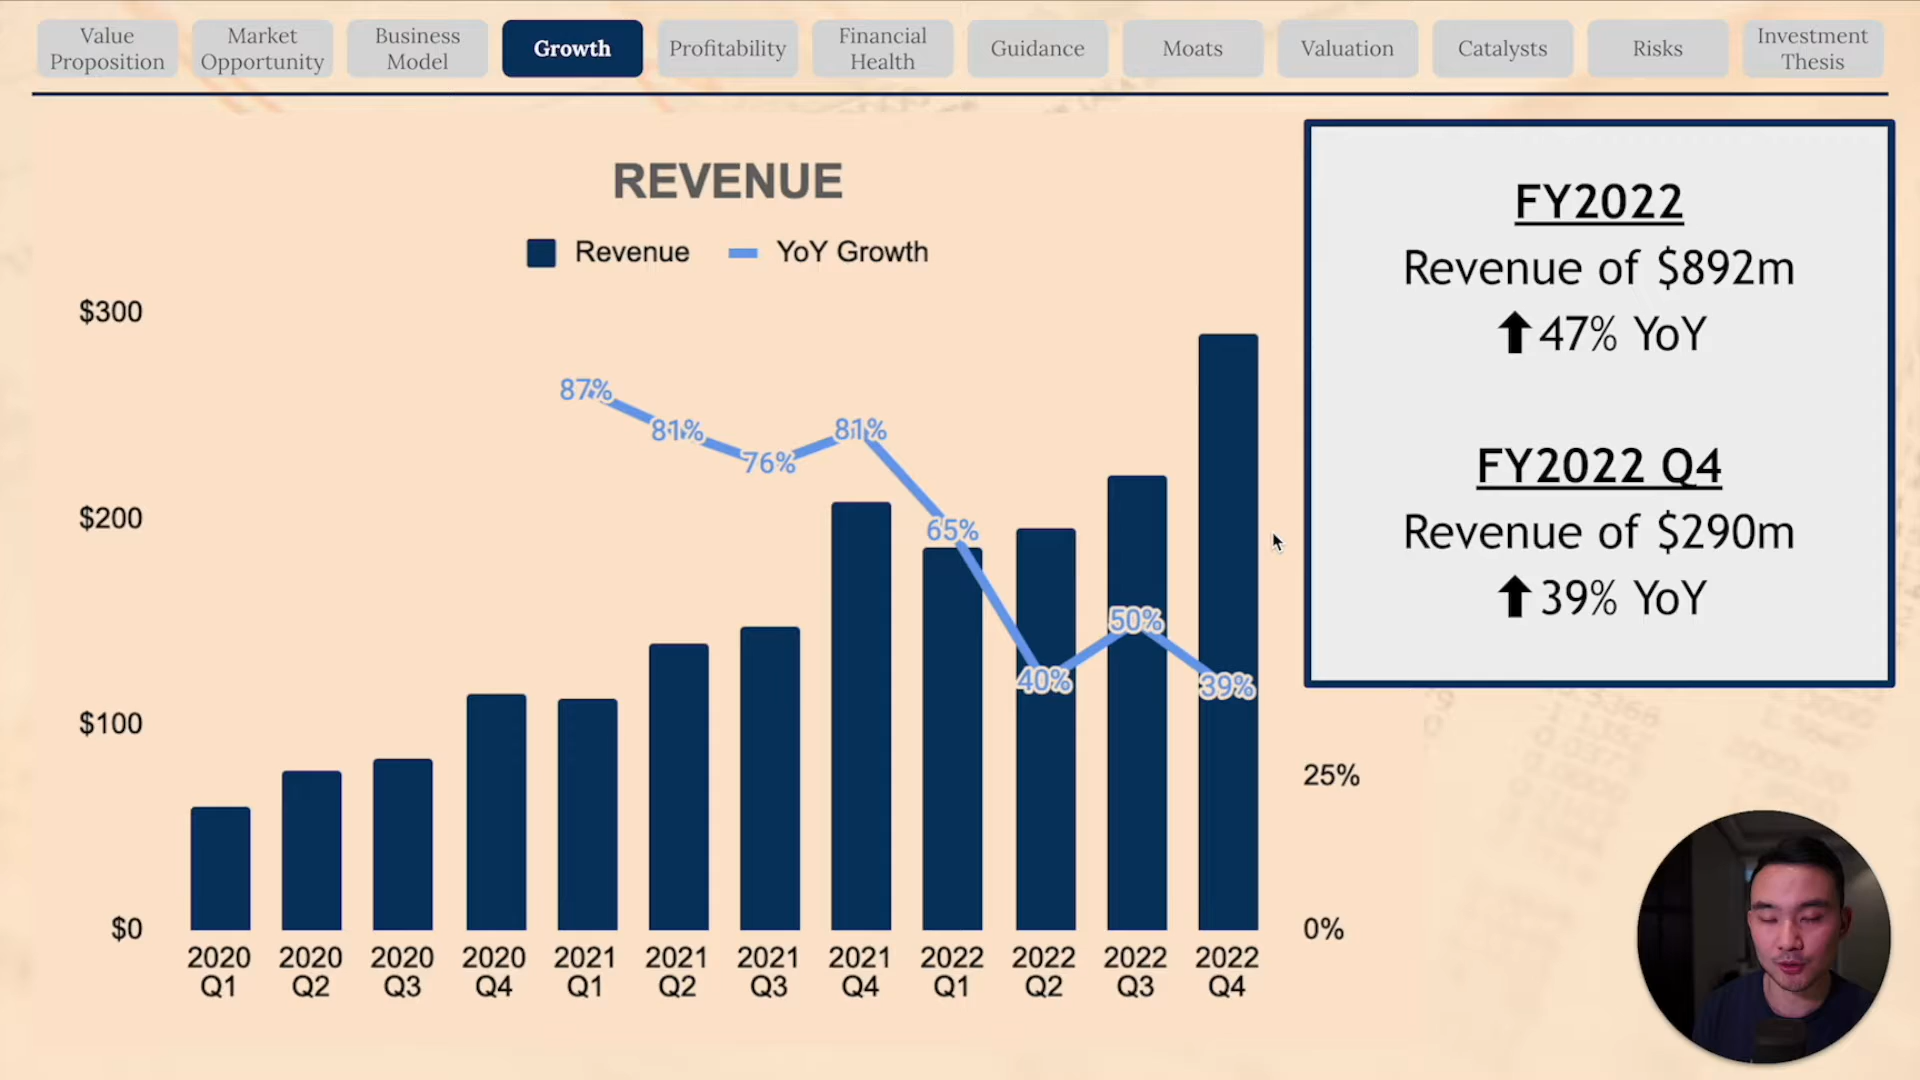 Value
Proposition
Market
Opportunity
Business
Model
Growth
Profitability
Financial
Health
Guidance
Moats
Valuation
Catalysts
Risks
Investment
Thesis
REVENUE
Revenue
YoY Growth
$300
$200
$100
$0
87%
81%
76%
81%
65%
40%
50%
39%
25%
0%
2020
Q1
2020
Q2
2020
Q3
2020
Q4
2021
Q1
2021
Q2
2021
Q3
2021
Q4
2022
Q1
2022
Q2
2022
Q3
2022
Q4
FY2022
Revenue of $892m
⬆47% YoY
FY2022 Q4
Revenue of $290m
⬆39% YoY